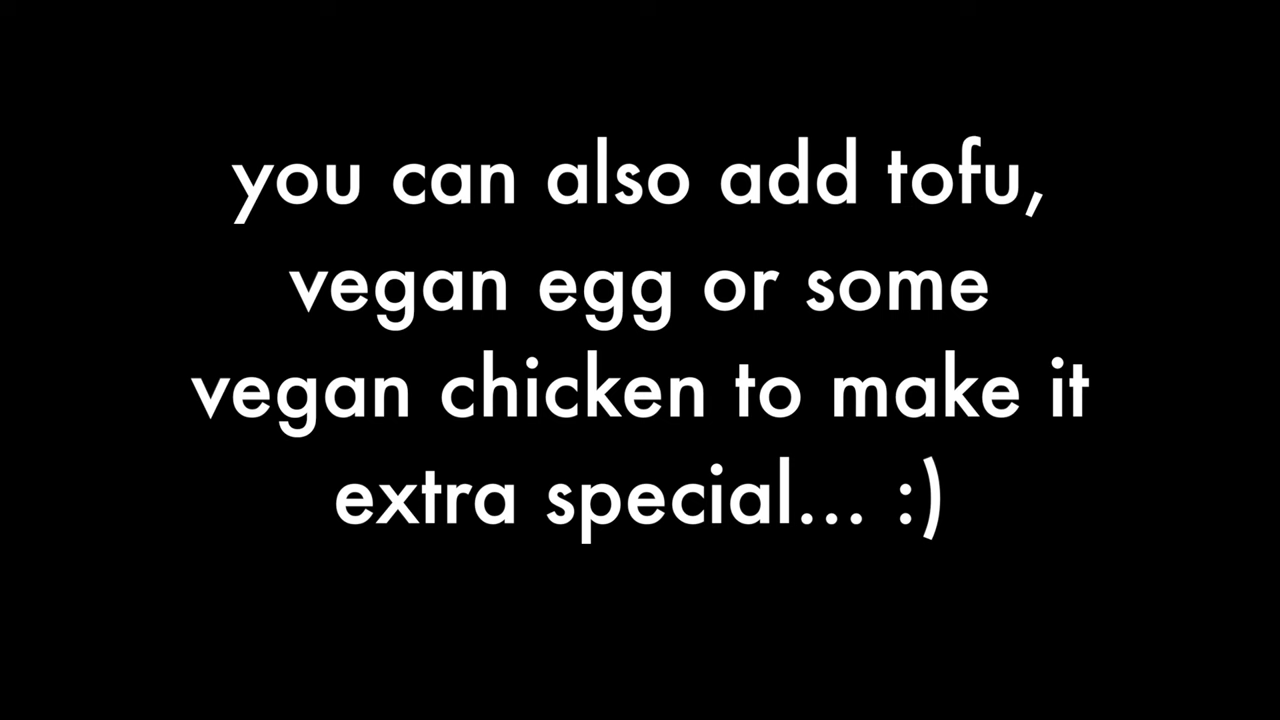 you can also add tofu,
vegan egg or some
vegan chicken to make it
extra special... :)